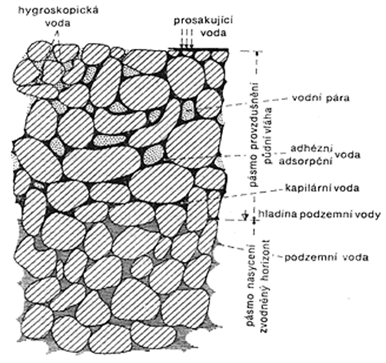 hygroskopická
voda
prosakující
voda
vodní pára
adhézní
adsorpční
voda
kapilární voda
hladina podzemní vody
podzemní voda
pásmo provzdušnění
půdní vláha
pásmo nasycení
zvodněný horizont